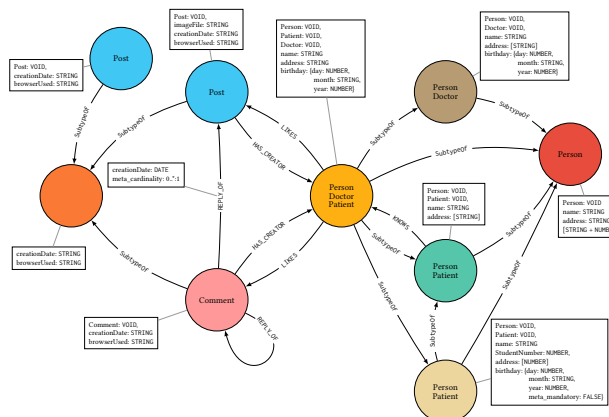 Post: VOID,
imageFile: STRING
creationDate: STRING
browserUsed: STRING
Person: VOID,
Patient: VOID,
Doctor: VOID,
name: STRING
address: STRING
birthday: {day: NUMBER,
month: STRING,
year: NUMBER}
Person: VOID,
Doctor: VOID,
name: STRING
address: [STRING]
birthday: {day: NUMBER,
month: STRING,
year: NUMBER}
Post: VOID,
creationDate: STRING
browserUsed: STRING
Post
Post
Person
Doctor
SubtypeOf
SubtypeOf
LIKES
HAS_CREATOR
SubtypeOf
SubtypeOf
SubtypeOf
Person
creationDate: DATE
meta_cardinality: 0..*:1
REPLY_OF
Person
Doctor
Patient
Person: VOID,
Patient: VOID,
name: STRING
address: [STRING]
Person: VOID
name: STRING
address: STRING
[STRING + NUMB
KNOWS
SubtypeOf
SubtypeOf
HAS_CREATOR
LIKES
creationDate: STRING
browserUsed: STRING
SubtypeOf
Person
Patient
SubtypeOf
SubtypeOf
SubtypeOf
Comment
REPLY_OF
Comment: VOID,
creationDate: STRING
browserUsed: STRING
Person: VOID,
Patient: VOID,
name: STRING
StudentNumber: NUMBER,
address: [NUMBER]
birthday: {day: NUMBER,
month: STRING,
year: NUMBER,
meta_mandatory: FALSE}
Person
Patient